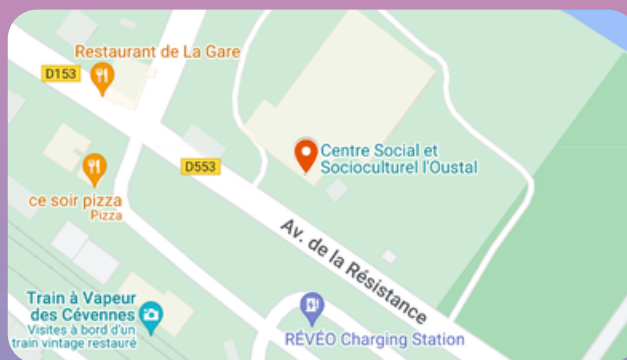 Restaurant de La Gare
D153
Centre Social et
Socioculturel l'Oustal
D553
ce soir pizza
Pizza
Av. de la Résistance
Train à Vapeur
des Cévennes
Visites à bord d'un
train vintage restauré
RÉVÉO Charging Station